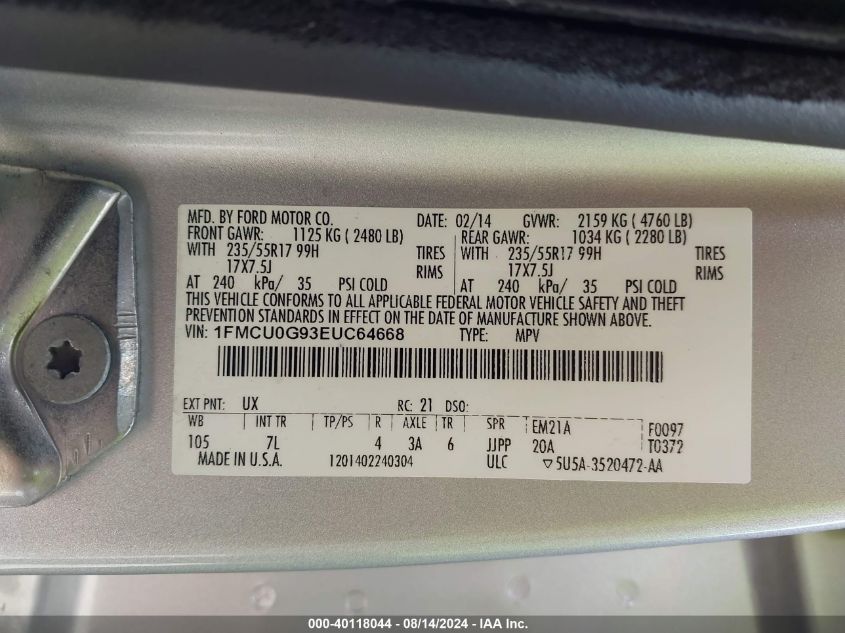 MFD. BY FORD MOTOR CO. DATE: 02/14 GVWR: 2159 KG ( 4760 LB)
FRONT GAWR: 1125 KG ( 2480 LB) REAR GAWR: 1034 KG ( 2280 LB)
WITH 235/55R17 99H TIRES WITH 235/55R17 99H TIRES
17X7.5J RIMS 17X7.5J RIMS
AT 240 kPa/ 35 PSI COLD AT 240 kPa/ 35 PSI COLD
THIS VEHICLE CONFORMS TO ALL APPLICABLE FEDERAL MOTOR VEHICLE SAFETY AND THEFT
PREVENTION STANDARDS IN EFFECT ON THE DATE OF MANUFACTURE SHOWN ABOVE.
VIN: 1FMCU0G93EUC64668 TYPE: MPV
EXT PNT: UX RC: 21 DSO:
WB INT TR TP/PS R AXLE TR SPR EM21A F0097
105 7L 4 3A 6 JJPP 20A T0372
MADE IN U.S.A. 1201402240304 ULC ▽5U5A-3520472-AA
000-40118044 - 08/14/2024 - IAA Inc.